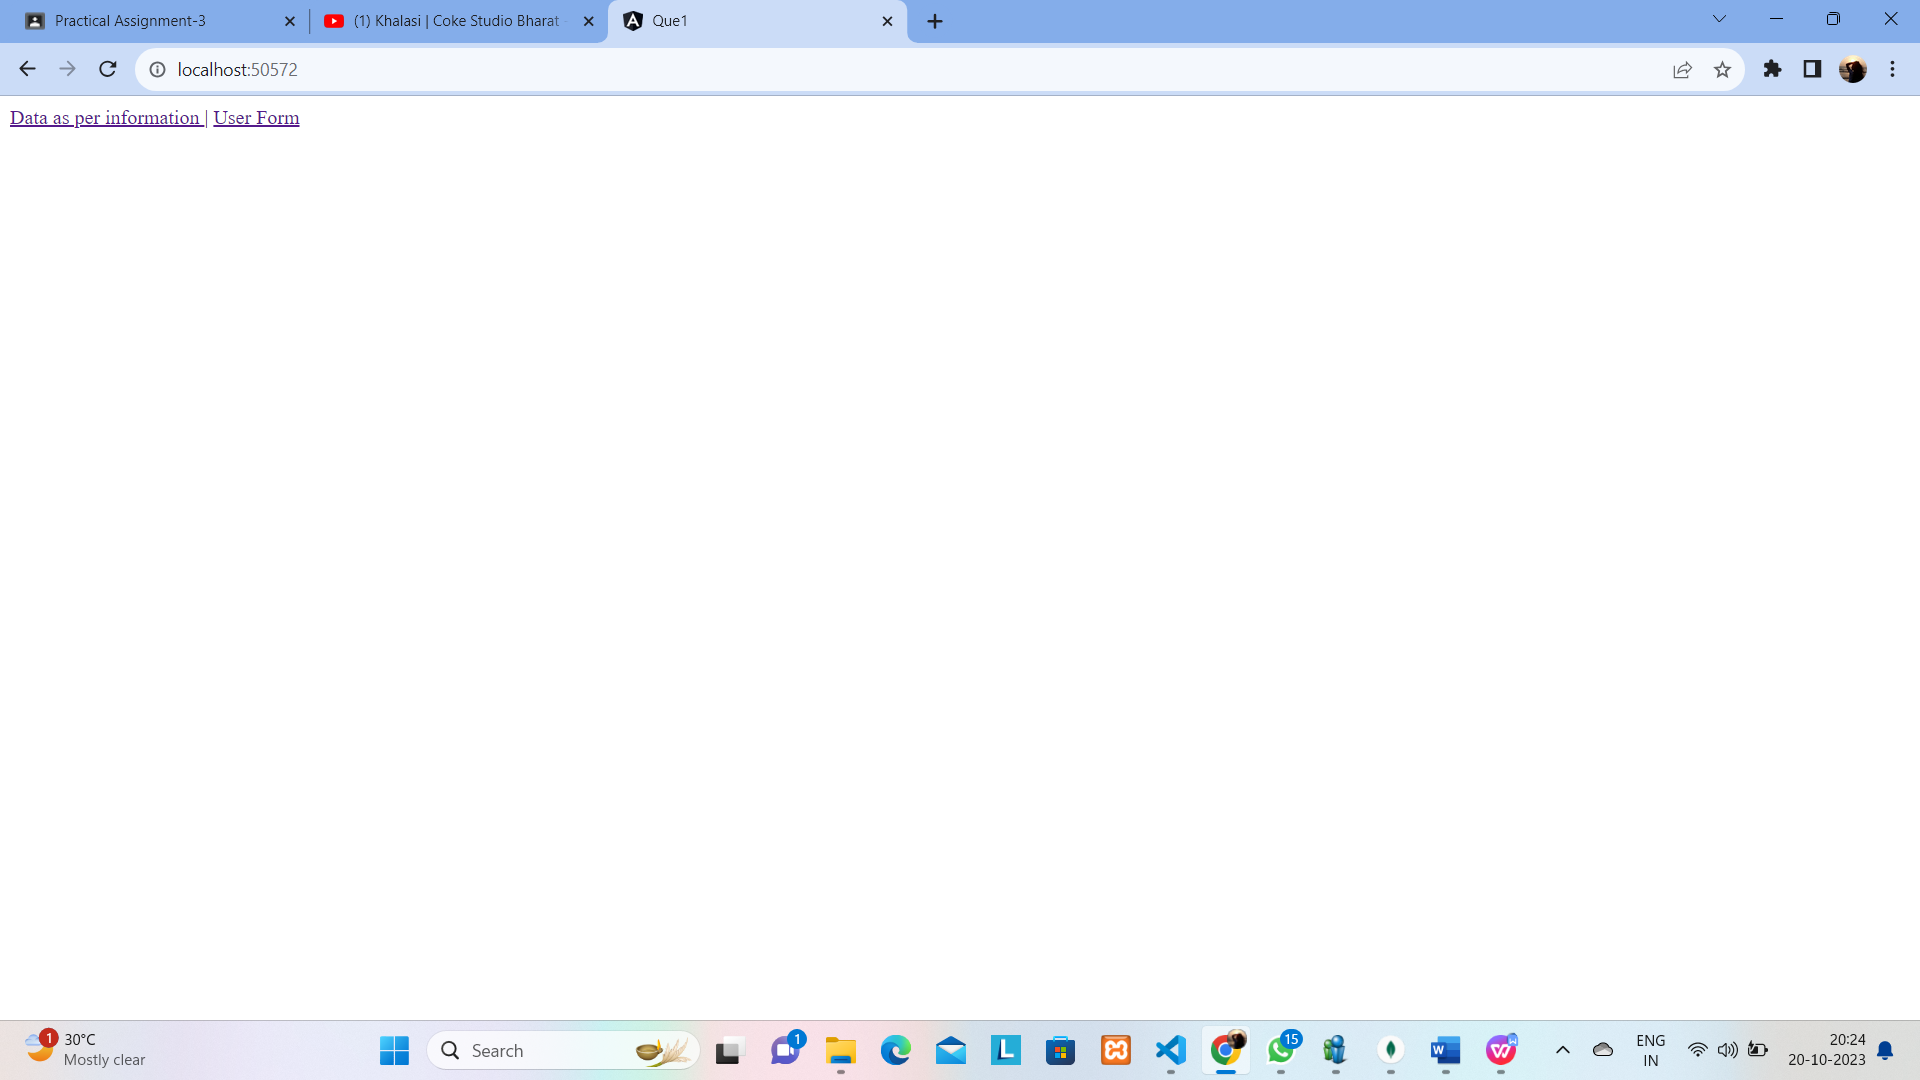 Practical Assignment-3
(1) Khalasi | Coke Studio Bharat
Que1
localhost:50572
Data as per information | User Form
1
30°C
Mostly clear
Search
1
L
15
W
W
ENG
IN
20:24
20-10-2023